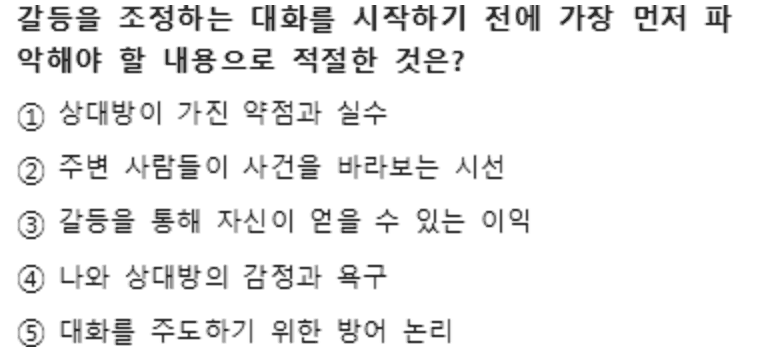 갈등을 조정하는 대화를 시작하기 전에 가장 먼저 파
악해야 할 내용으로 적절한 것은?
① 상대방이 가진 약점과 실수
② 주변 사람들이 사건을 바라보는 시선
③ 갈등을 통해 자신이 얻을 수 있는 이익
④ 나와 상대방의 감정과 욕구
⑤ 대화를 주도하기 위한 방어 논리